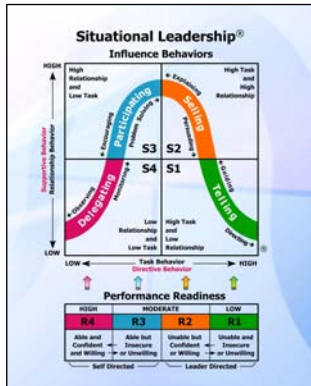 Situational Leadership®
Influence Behaviors
HIGH
High
Relationship
and
Low Task
High Task
and
High
Relationship
Encouraging
Participating
Problem Solving
Explaining
Selling
Persuading
S3
S2
S4
S1
Supportive Behavior
Relationship Behavior
Observing
Delegating
Monitoring
Guiding
Telling
Directing
Low
Relationship
and
Low Task
High Task
and
Low
Relationship
LOW
®
LOW
Task Behavior
HIGH
Directive Behavior
Performance Readiness
HIGH
MODERATE
LOW
R4
R3
R2
R1
Able and
Confident
and Willing
Able but
Insecure
or Unwilling
Unable but
Confident
or Willing
Unable and
Insecure
or Unwilling
Self Directed
Leader Directed